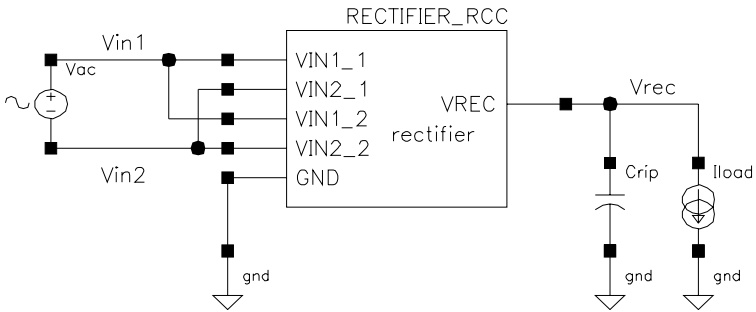 RECTIFIER_RCC
Vin1
Vac
VIN1_1
VIN2_1
VREC
Vrec
VIN1_2
rectifier
VIN2_2
Vin2
GND
Crip
Iload
gnd
gnd
gnd